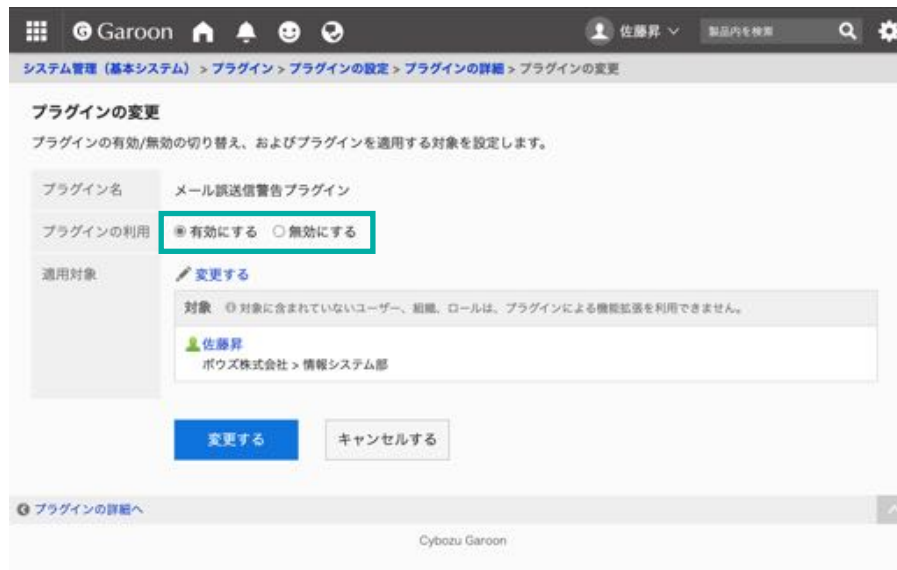 Garoon 佐藤昇 製品内を検索
システム管理（基本システム） > プラグイン > プラグインの設定 > プラグインの詳細 > プラグインの変更
プラグインの変更
プラグインの有効/無効の切り替え、およびプラグインを適用する対象を設定します。
プラグイン名 メール誤送信警告プラグイン
プラグインの利用 有効にする 無効にする
適用対象 変更する
対象 対象に含まれていないユーザー、組織、ロールは、プラグインによる機能拡張を利用できません。
佐藤昇
ボウズ株式会社 > 情報システム部
変更する キャンセルする
プラグインの詳細へ
Cybozu Garoon